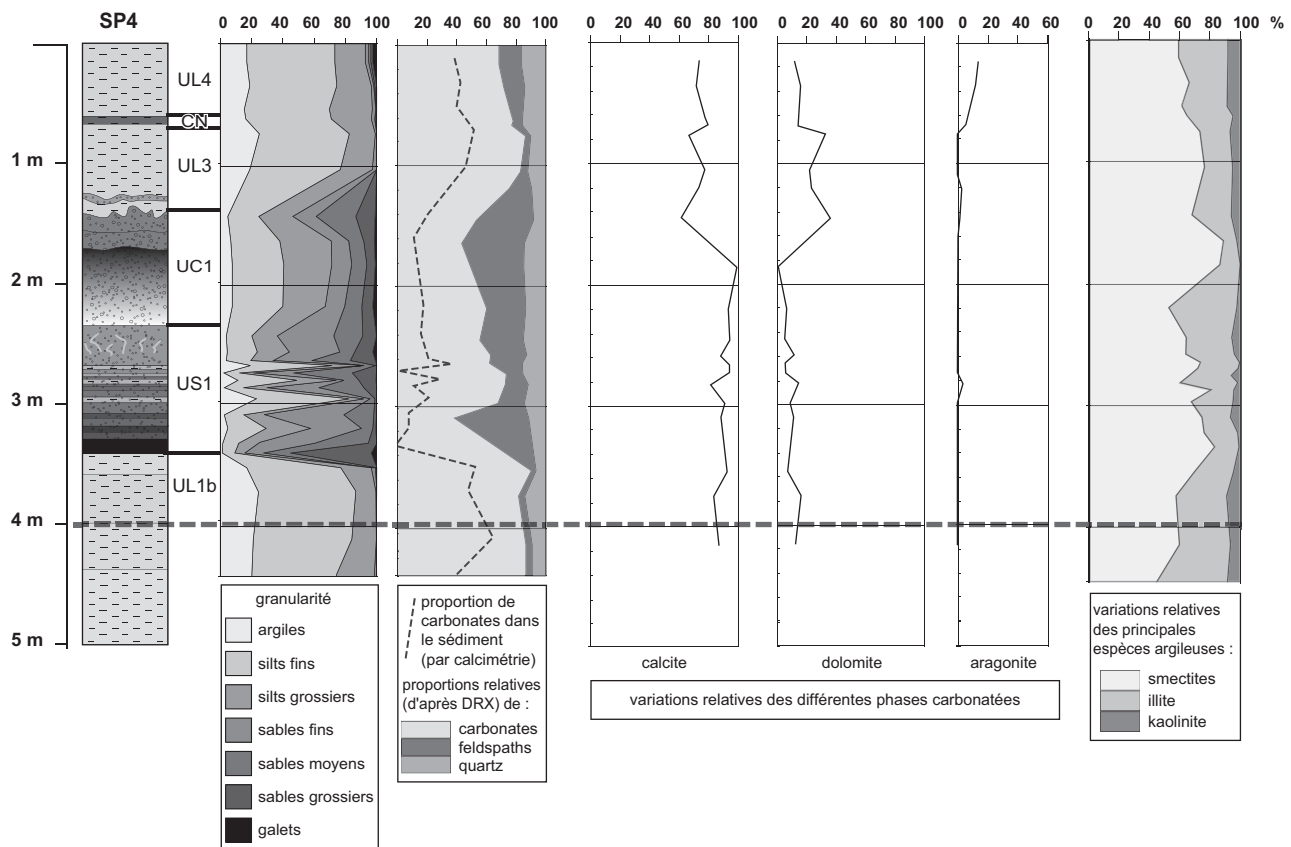 SP4
0 20 40 60 80 100
0 20 40 60 80 100
0 20 40 60 80 100
0 20 40 60 80 100
0 20 40 60
0 20 40 60 80 100 %
UL4
CN
1 m
UL3
UC1
2 m
US1
3 m
UL1b
4 m
5 m
granularité
argiles
silts fins
silts grossiers
sables fins
sables moyens
sables grossiers
galets
proportion de
carbonates dans
le sédiment
(par calcimétrie)
proportions relatives
(d'après DRX) de :
carbonates
feldspaths
quartz
calcite
dolomite
aragonite
variations relatives des différentes phases carbonatées
variations relatives
des principales
espèces argileuses :
smectites
illite
kaolinite